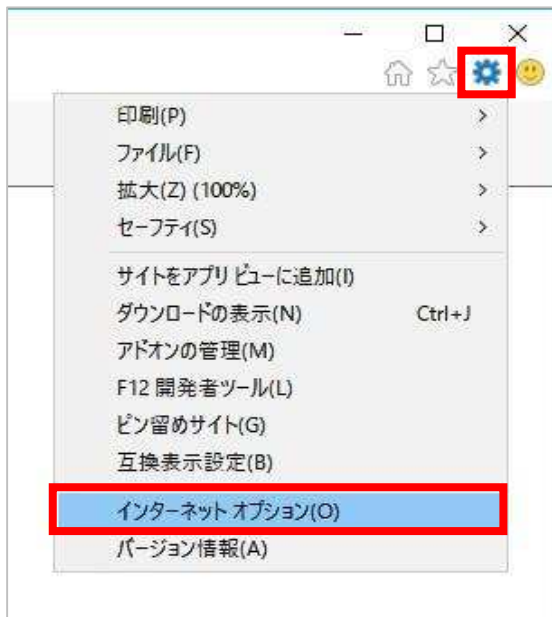 印刷(P)
ファイル(F)
拡大(Z) (100%)
セーフティ(S)
サイトをアプリ ビューに追加(I)
ダウンロードの表示(N) Ctrl+J
アドオンの管理(M)
F12 開発者ツール(L)
ピン留めサイト(G)
互換表示設定(B)
インターネット オプション(O)
バージョン情報(A)